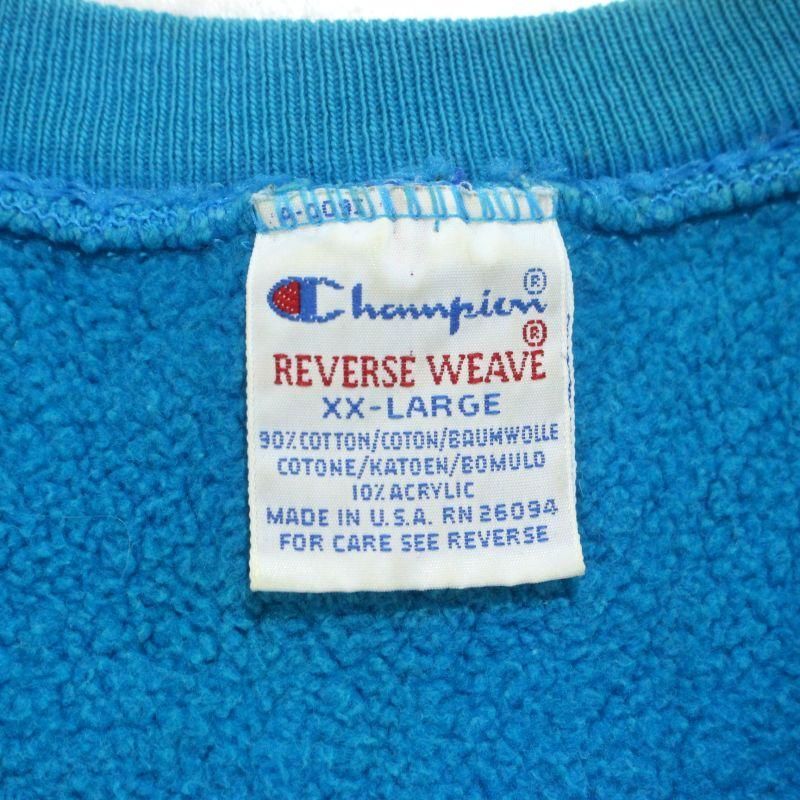 Champion®
REVERSE WEAVE®
XX-LARGE
90% COTTON/COTON/BAUMWOLLE
COTONE/KATOEN/BOMULD
10% ACRYLIC
MADE IN U.S.A. RN 26094
FOR CARE SEE REVERSE